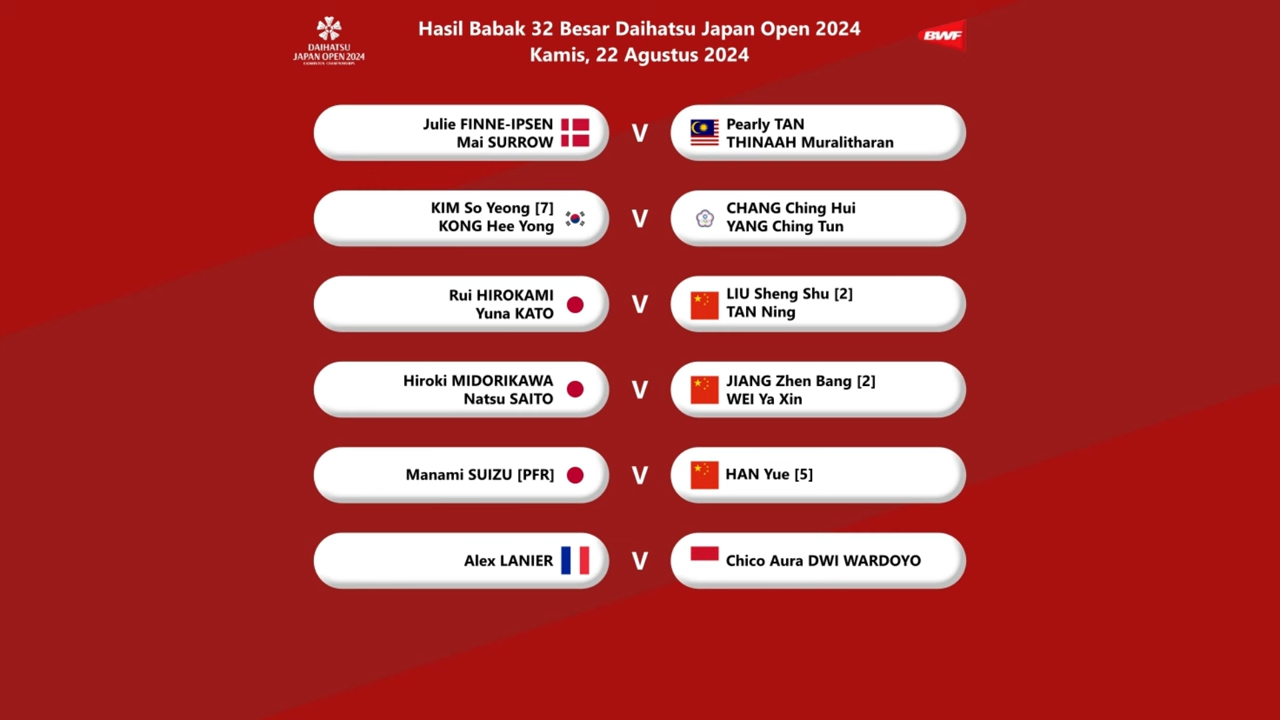 Hasil Babak 32 Besar Daihatsu Japan Open 2024
Kamis, 22 Agustus 2024
DAIHATSU
JAPAN OPEN 2024
BWF
Julie FINNE-IPSEN
Mai SURROW
V
Pearly TAN
THINAAH Muralitharan
KIM So Yeong [7]
KONG Hee Yong
V
CHANG Ching Hui
YANG Ching Tun
Rui HIROKAMI
Yuna KATO
V
LIU Sheng Shu [2]
TAN Ning
Hiroki MIDORIKAWA
Natsu SAITO
V
JIANG Zhen Bang [2]
WEI Ya Xin
Manami SUIZU [PFR]
V
HAN Yue [5]
Alex LANIER
V
Chico Aura DWI WARDOYO